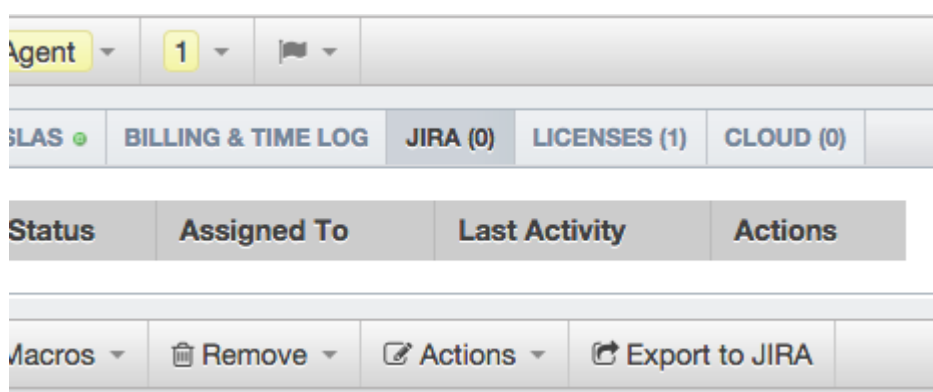 Agent 1
SLAS BILLING & TIME LOG JIRA (0) LICENSES (1) CLOUD (0)
Status Assigned To Last Activity Actions
Macros Remove Actions Export to JIRA